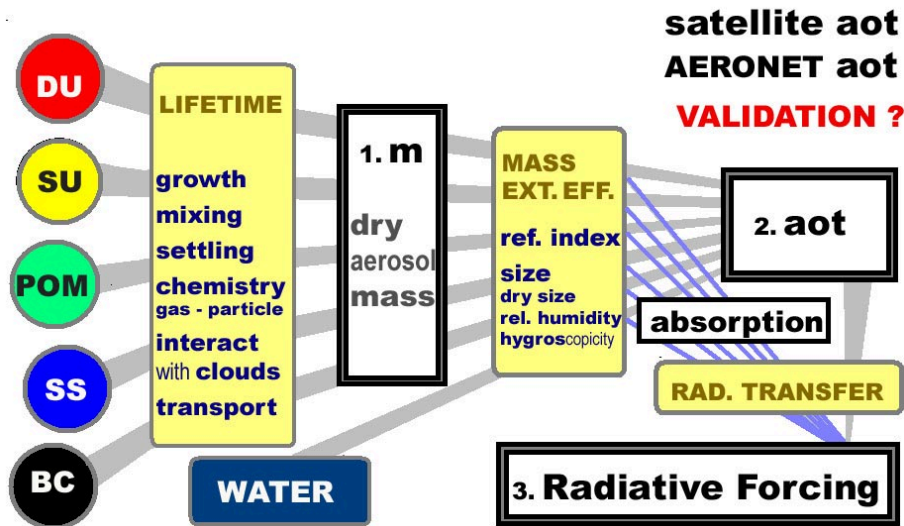 satellite aot
AERONET aot
VALIDATION ?
DU
SU
POM
SS
BC
LIFETIME
growth
mixing
settling
chemistry
gas - particle
interact
with clouds
transport
1. m
dry
aerosol
mass
MASS
EXT. EFF.
ref. index
size
dry size
rel. humidity
hygroscopicity
2. aot
absorption
RAD. TRANSFER
WATER
3. Radiative Forcing